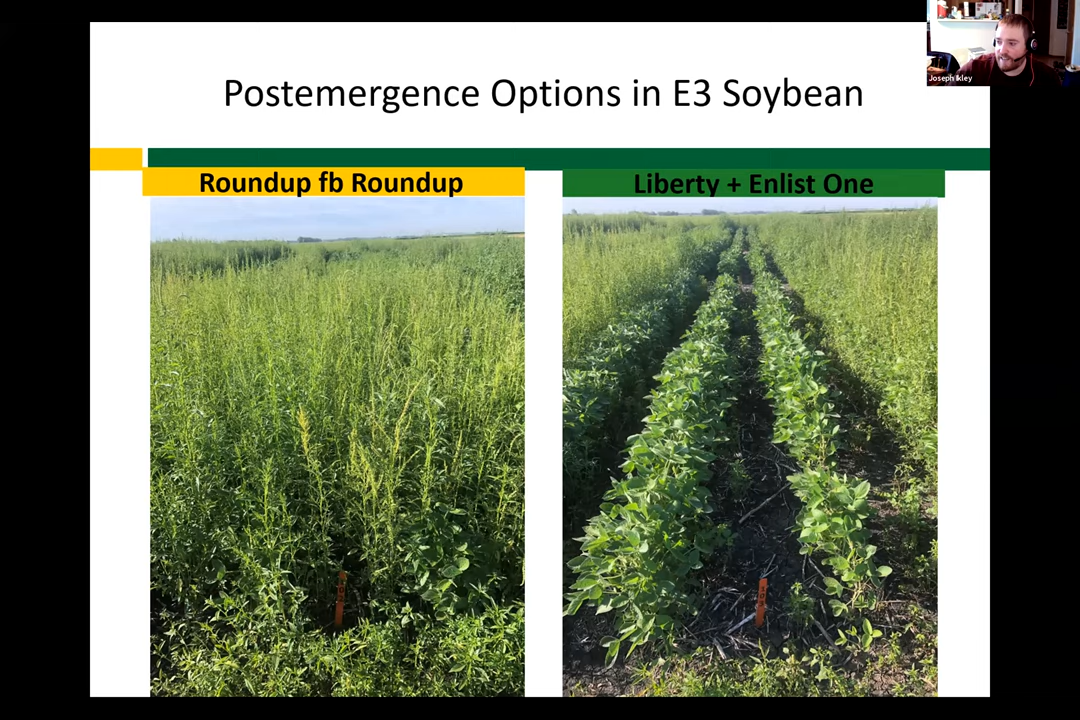 Joseph Ikley
Postemergence Options in E3 Soybean
Roundup fb Roundup
Liberty + Enlist One